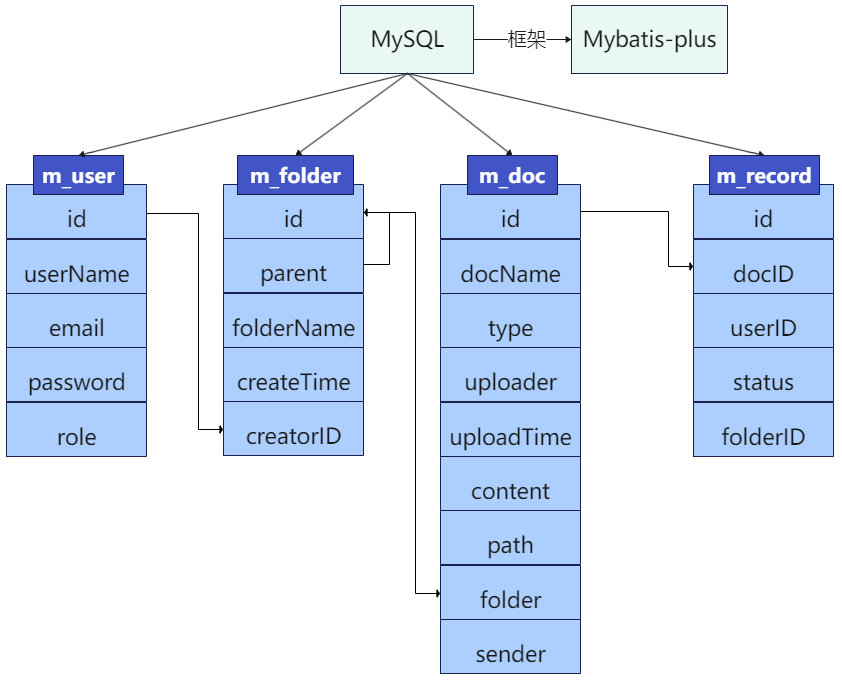 MySQL
框架
Mybatis-plus
m_user
id
userName
email
password
role
m_folder
id
parent
folderName
createTime
creatorID
m_doc
id
docName
type
uploader
uploadTime
content
path
folder
sender
m_record
id
docID
userID
status
folderID